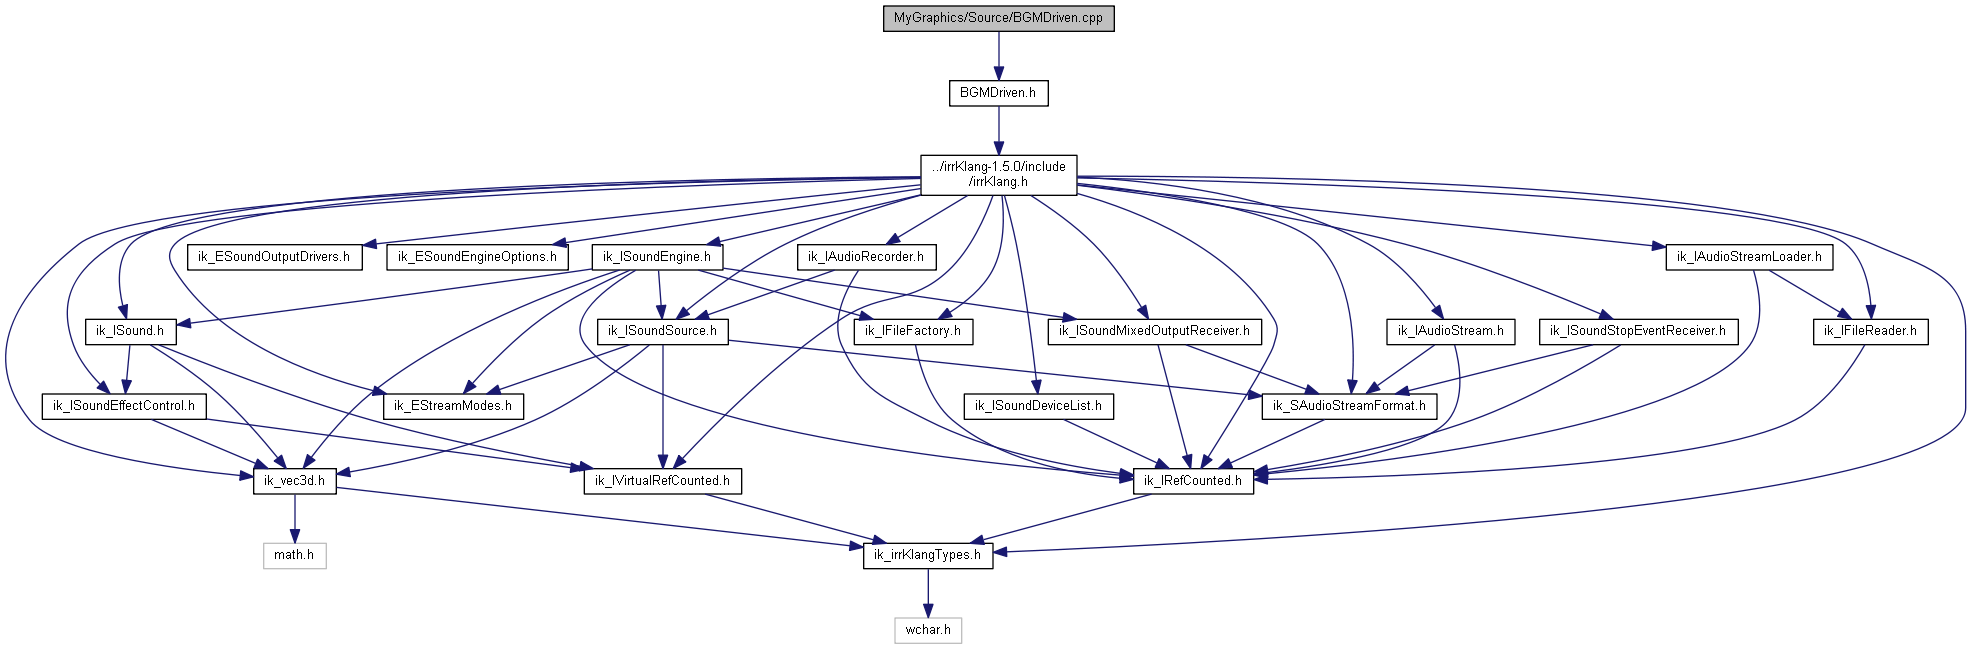 MyGraphics/Source/BGMDriven.cpp
BGMDriven.h
../irrKlang-1.5.0/include
/irrKlang.h
ik_ESoundOutputDrivers.h
ik_ESoundEngineOptions.h
ik_ISoundEngine.h
ik_IAudioRecorder.h
ik_IAudioStreamLoader.h
ik_ISound.h
ik_ISoundSource.h
ik_IFileFactory.h
ik_ISoundMixedOutputReceiver.h
ik_IAudioStream.h
ik_ISoundStopEventReceiver.h
ik_IFileReader.h
ik_ISoundEffectControl.h
ik_EStreamModes.h
ik_ISoundDeviceList.h
ik_SAudioStreamFormat.h
ik_vec3d.h
ik_IVirtualRefCounted.h
ik_IRefCounted.h
math.h
ik_irrKlangTypes.h
wchar.h